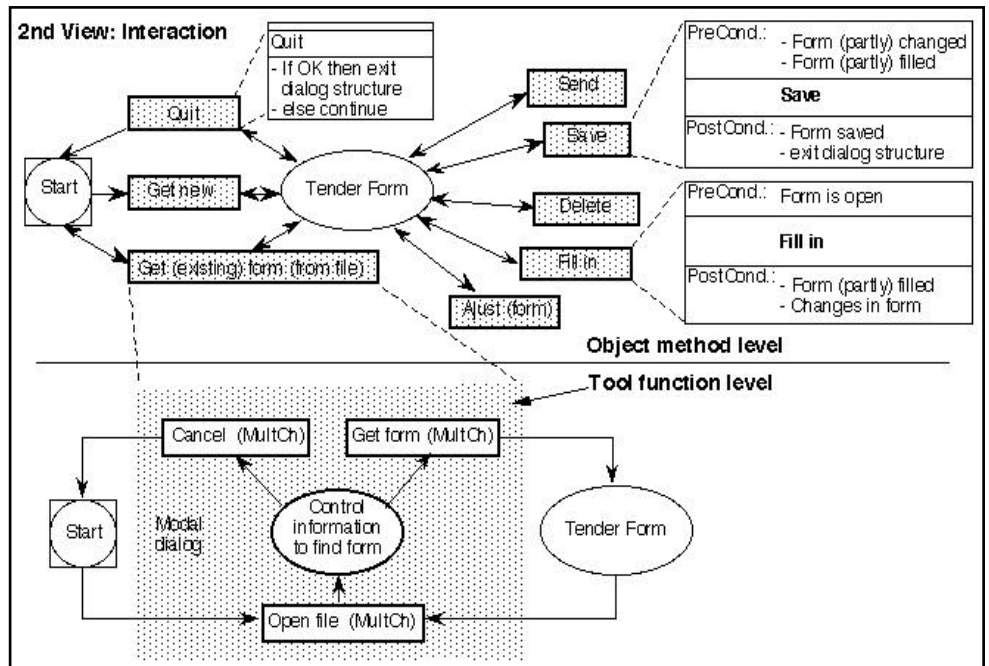 2nd View: Interaction
Quit
- If OK then exit
dialog structure
- else continue
PreCond.:
- Form (partly) changed
- Form (partly) filled
Save
PostCond.:
- Form saved
- exit dialog structure
Quit
Send
Save
Start
Get new
Tender Form
Delete
PreCond.:
Form is open
Fill in
PostCond.:
- Form (partly) filled
- Changes in form
Get (existing) form (from file)
Fill in
Ajust (form)
Object method level
Tool function level
Cancel (MultCh)
Get form (MultCh)
Start
Modal
dialog
Control
information
to find form
Tender Form
Open file (MultCh)